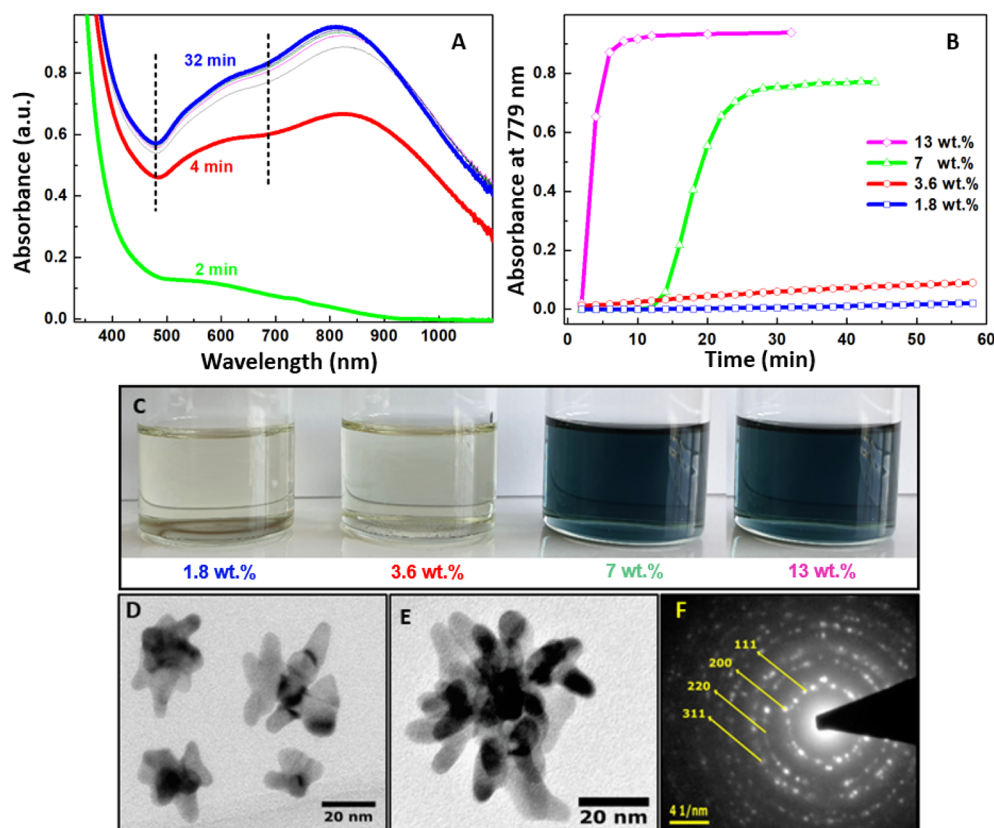 A
Absorbance (a.u.)
0.8
0.6
0.4
0.2
0.0
32 min
4 min
2 min
400 500 600 700 800 900 1000
Wavelength (nm)
B
Absorbance at 779 nm
0.8
0.6
0.4
0.2
0.0
13 wt.%
7 wt.%
3.6 wt.%
1.8 wt.%
0 10 20 30 40 50 60
Time (min)
C
1.8 wt.% 3.6 wt.% 7 wt.% 13 wt.%
D
20 nm
E
20 nm
F
111
200
220
311
4 1/nm